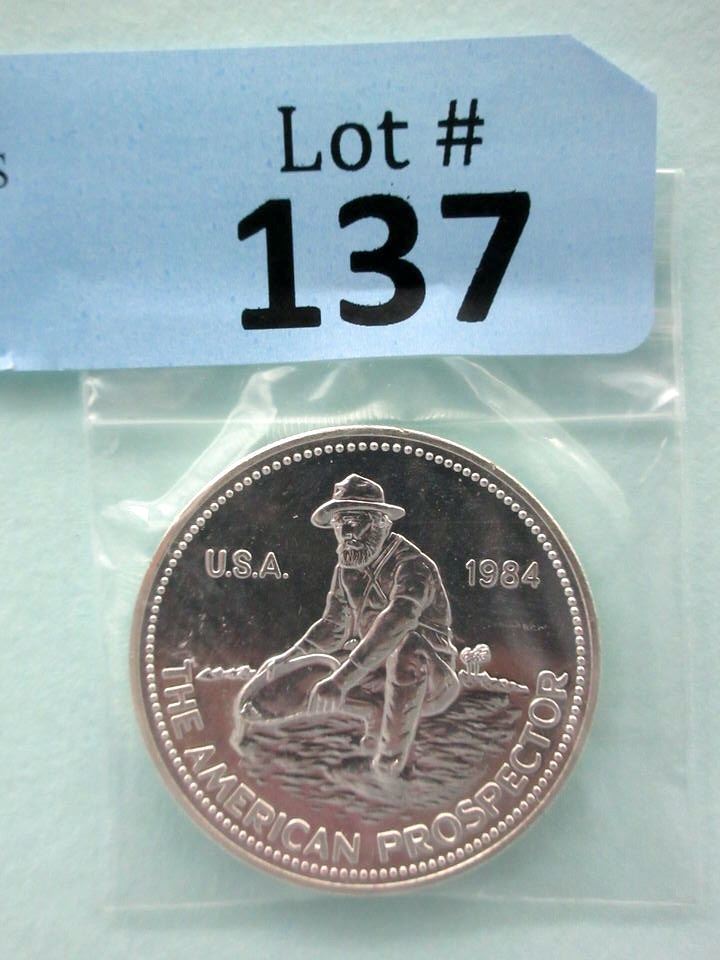 Lot #
137
s
U.S.A. 1984
THE AMERICAN PROSPECTOR